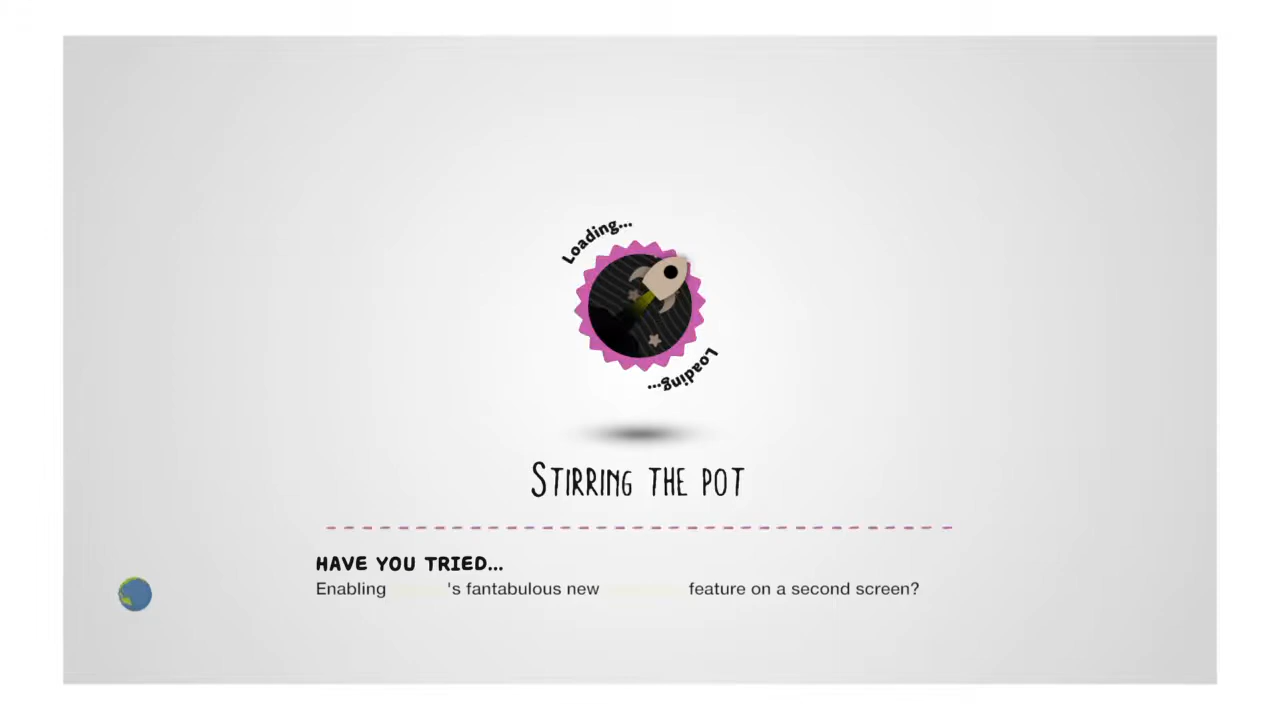 Loading...
Loading...
STIRRING THE POT
HAVE YOU TRIED...
Enabling 's fantabulous new feature on a second screen?